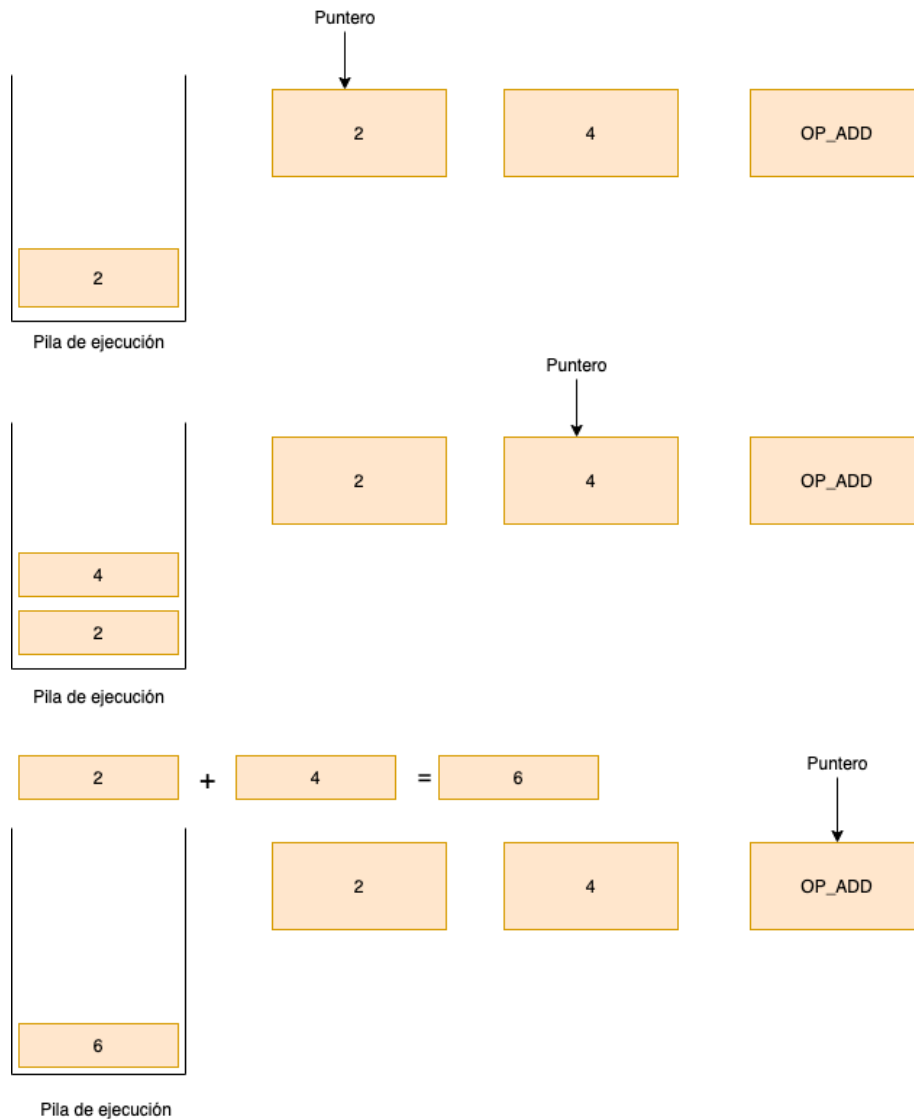 Puntero
2
4
OP_ADD
2
Pila de ejecución
Puntero
2
4
OP_ADD
4
2
Pila de ejecución
2 + 4 = 6
Puntero
2
4
OP_ADD
6
Pila de ejecución